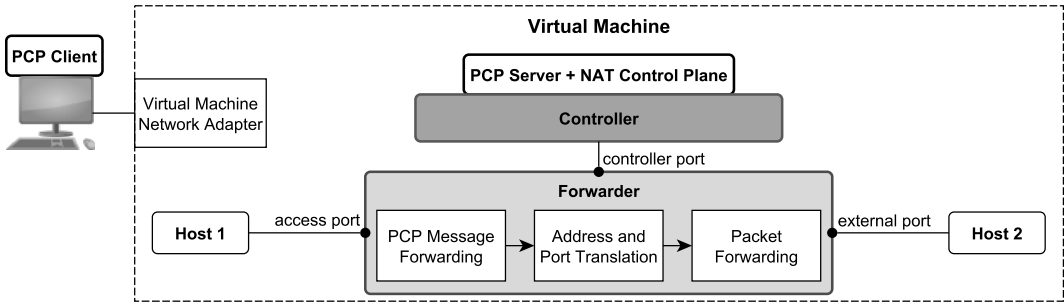 Virtual Machine
PCP Client
PCP Server + NAT Control Plane
Virtual Machine
Network Adapter
Controller
controller port
Forwarder
access port
external port
Host 1
PCP Message
Forwarding
Address and
Port Translation
Packet
Forwarding
Host 2